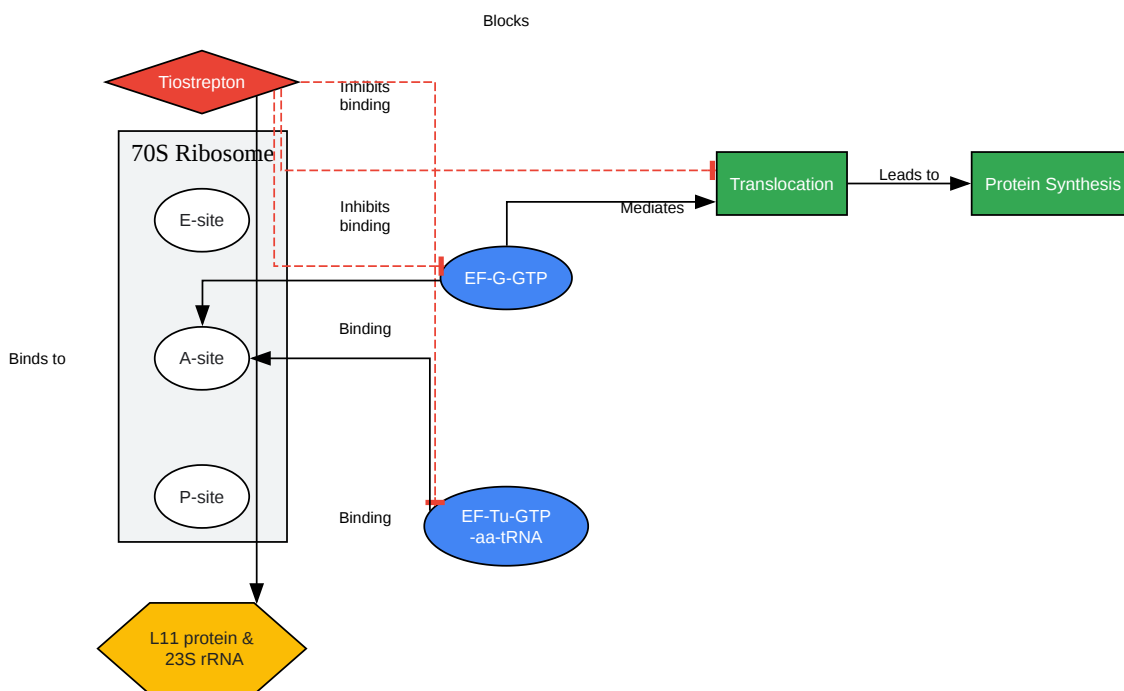 Blocks
Tiostrepton
Inhibits
binding
70S Ribosome
Translocation
Leads to
Protein Synthesis
E-site
Inhibits
binding
Mediates
EF-G-GTP
Binding
Binds to
A-site
P-site
Binding
EF-Tu-GTP
-aa-tRNA
L11 protein &
23S rRNA